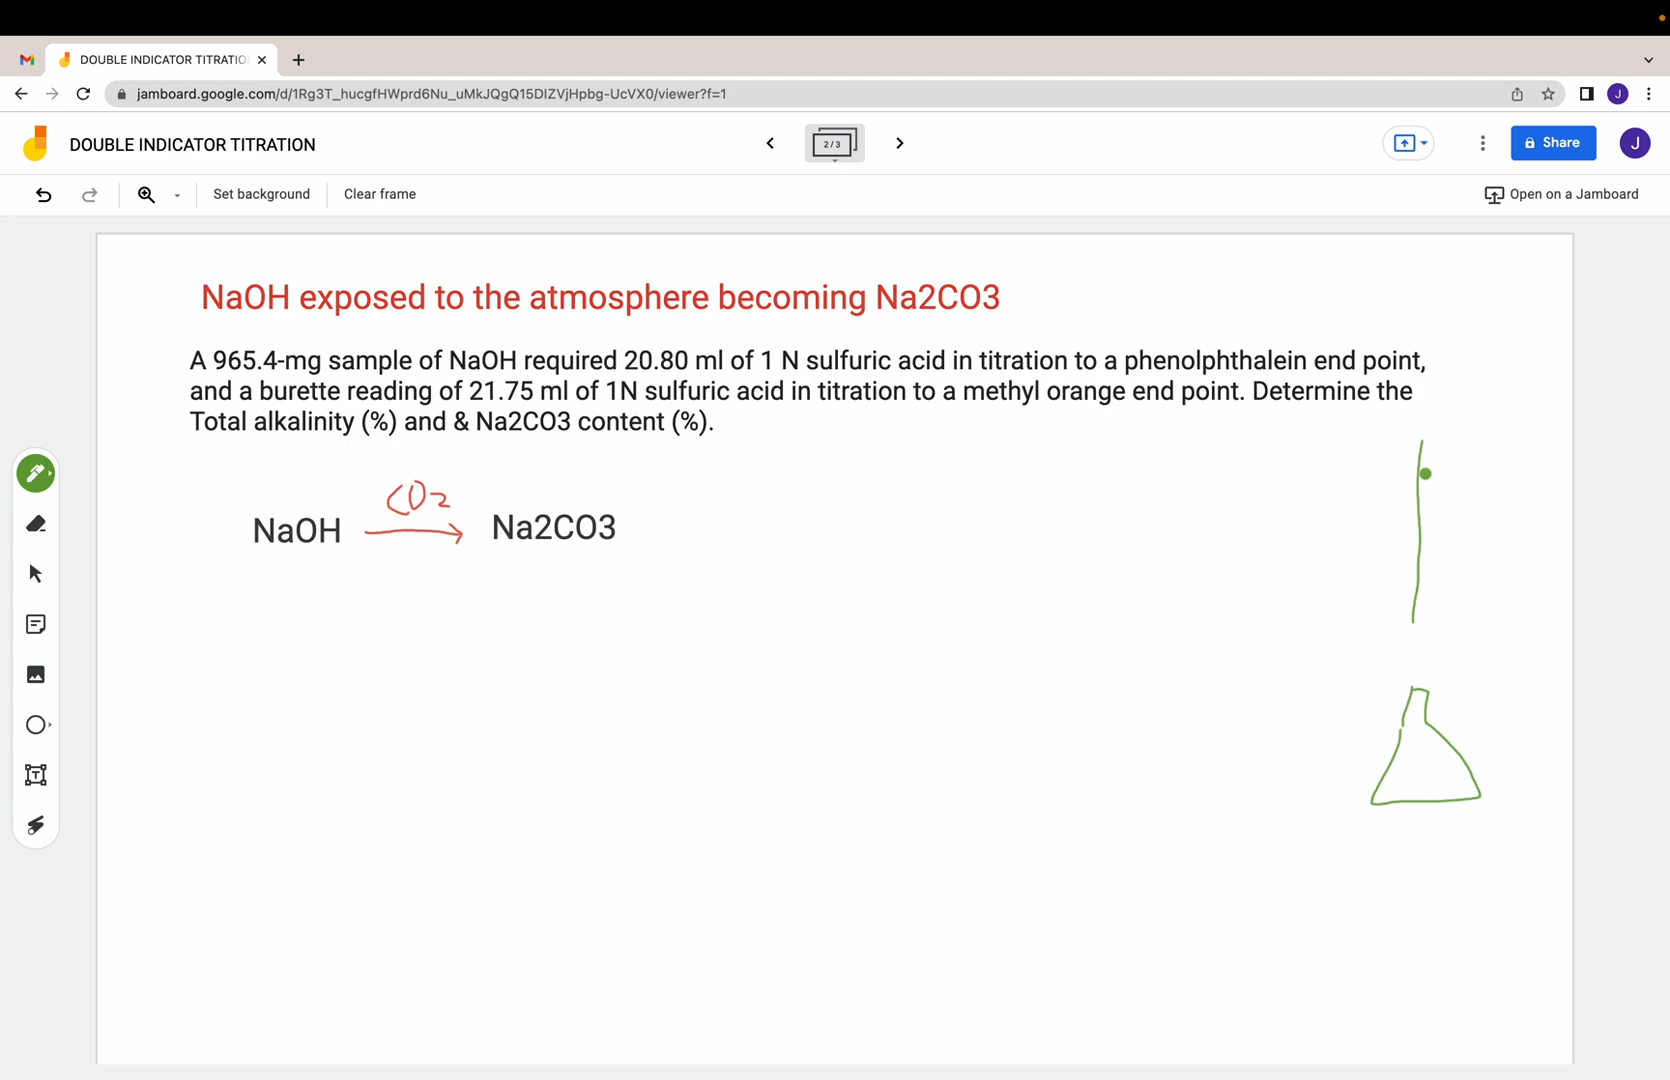 DOUBLE INDICATOR TITRATIO
jamboard.google.com/d/1Rg3T_hucgfHWprd6Nu_uMkJQgQ15DIZVjHpbg-UcVX0/viewer?f=1
J
DOUBLE INDICATOR TITRATION
2 / 3
Share
J
Set background
Clear frame
Open on a Jamboard
NaOH exposed to the atmosphere becoming Na2CO3
A 965.4-mg sample of NaOH required 20.80 ml of 1 N sulfuric acid in titration to a phenolphthalein end point,
and a burette reading of 21.75 ml of 1N sulfuric acid in titration to a methyl orange end point. Determine the
Total alkalinity (%) and & Na2CO3 content (%).
CO2
NaOH
Na2CO3